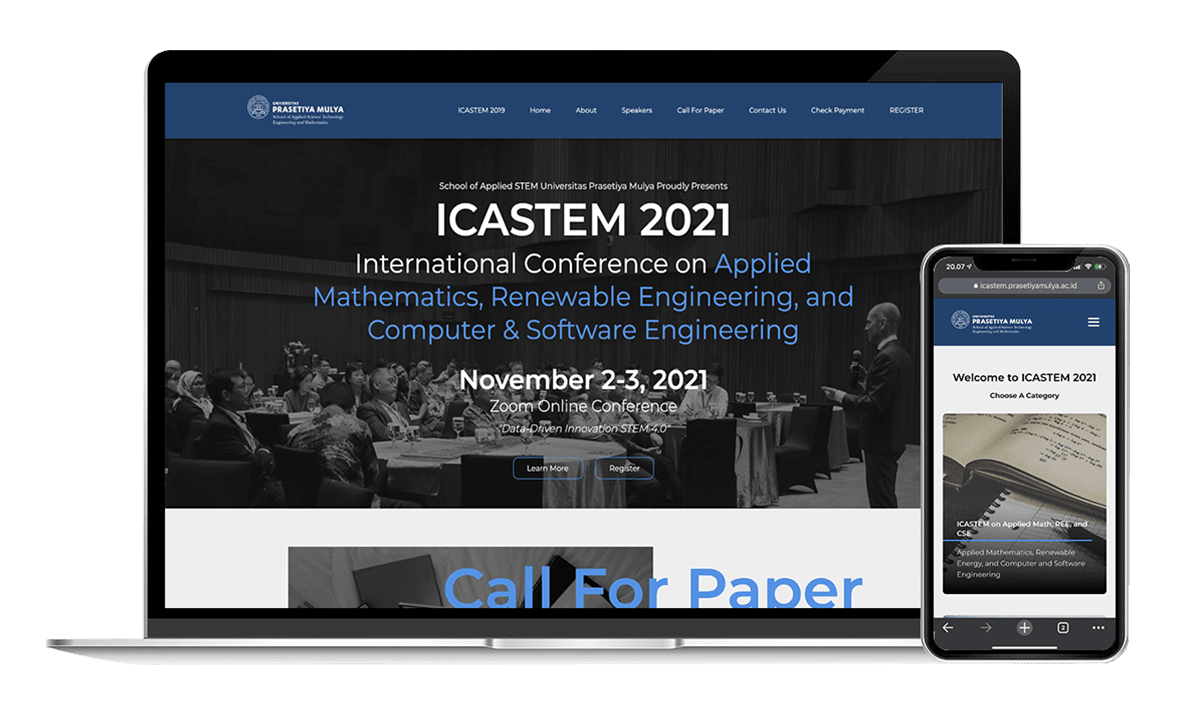 UNIVERSITAS
PRASETIYA MULYA
School of Applied Science Technology
Engineering and Mathematics
ICASTEM 2019
Home
About
Speakers
Call For Paper
Contact Us
Check Payment
REGISTER
School of Applied STEM Universitas Prasetiya Mulya Proudly Presents
ICASTEM 2021
International Conference on Applied
Mathematics, Renewable Engineering, and
Computer & Software Engineering
November 2-3, 2021
Zoom Online Conference
"Data-Driven Innovation STEM 4.0"
Learn More
Register
Call For Paper
20.07
icastem.prasetiyamulya.ac.id
UNIVERSITAS
PRASETIYA MULYA
School of Applied Science Technology
Engineering and Mathematics
Welcome to ICASTEM 2021
Choose A Category
ICASTEM on Applied Math, REE, and
CSE
Applied Mathematics, Renewable
Energy, and Computer and Software
Engineering
2